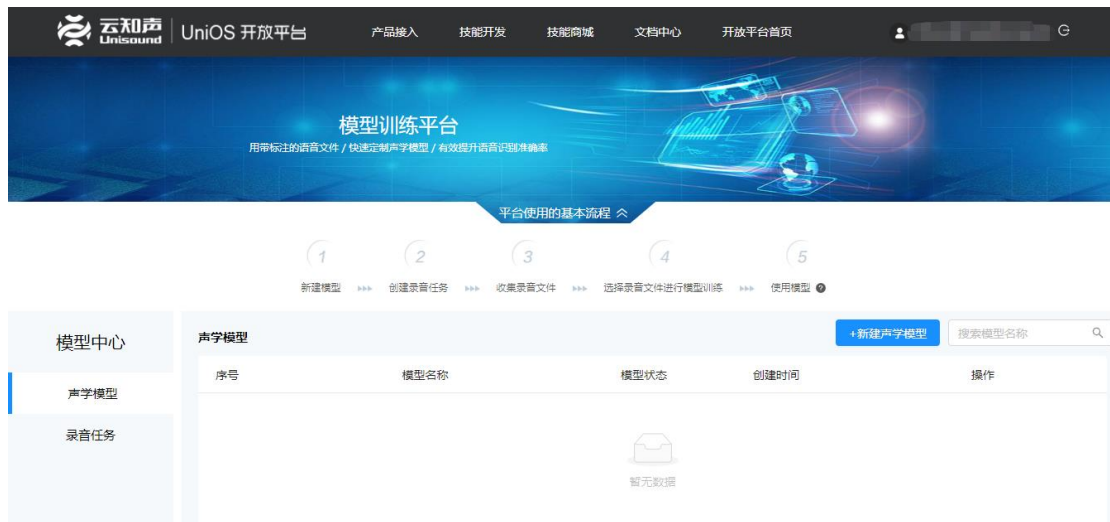 云知声 Unisound UniOS 开放平台 产品接入 技能开发 技能商城 文档中心 开放平台首页
模型训练平台
用带标注的语音文件 / 快速定制声学模型 / 有效提升语音识别准确率
平台使用的基本流程
1 2 3 4 5
新建模型 创建录音任务 收集录音文件 选择录音文件进行模型训练 使用模型 ?
模型中心 声学模型 +新建声学模型 搜索模型名称
序号 模型名称 模型状态 创建时间 操作
声学模型
录音任务
暂无数据